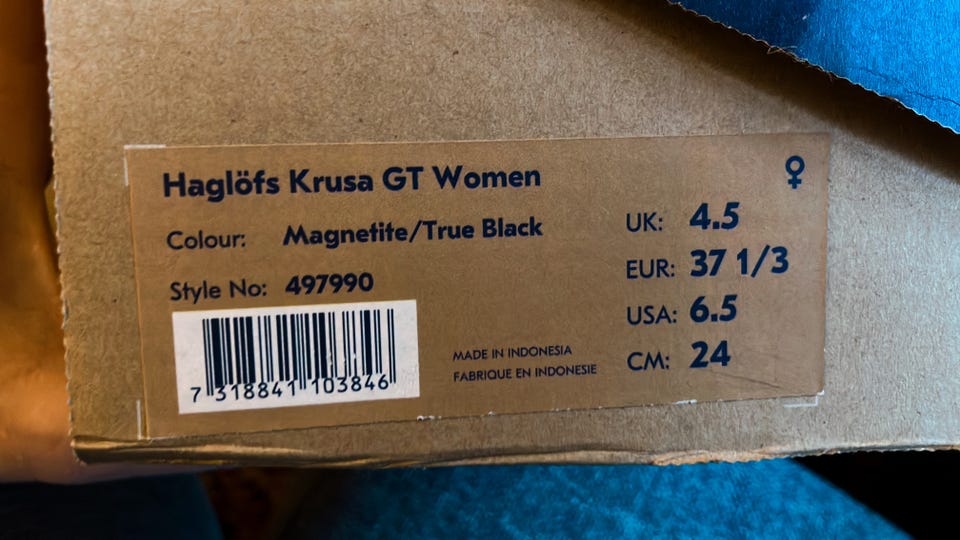 Haglöfs Krusa GT Women
♀
Colour: Magnetite/True Black
Style No: 497990
7 318841 103846
MADE IN INDONESIA
FABRIQUE EN INDONESIE
UK: 4.5
EUR: 37 1/3
USA: 6.5
CM: 24